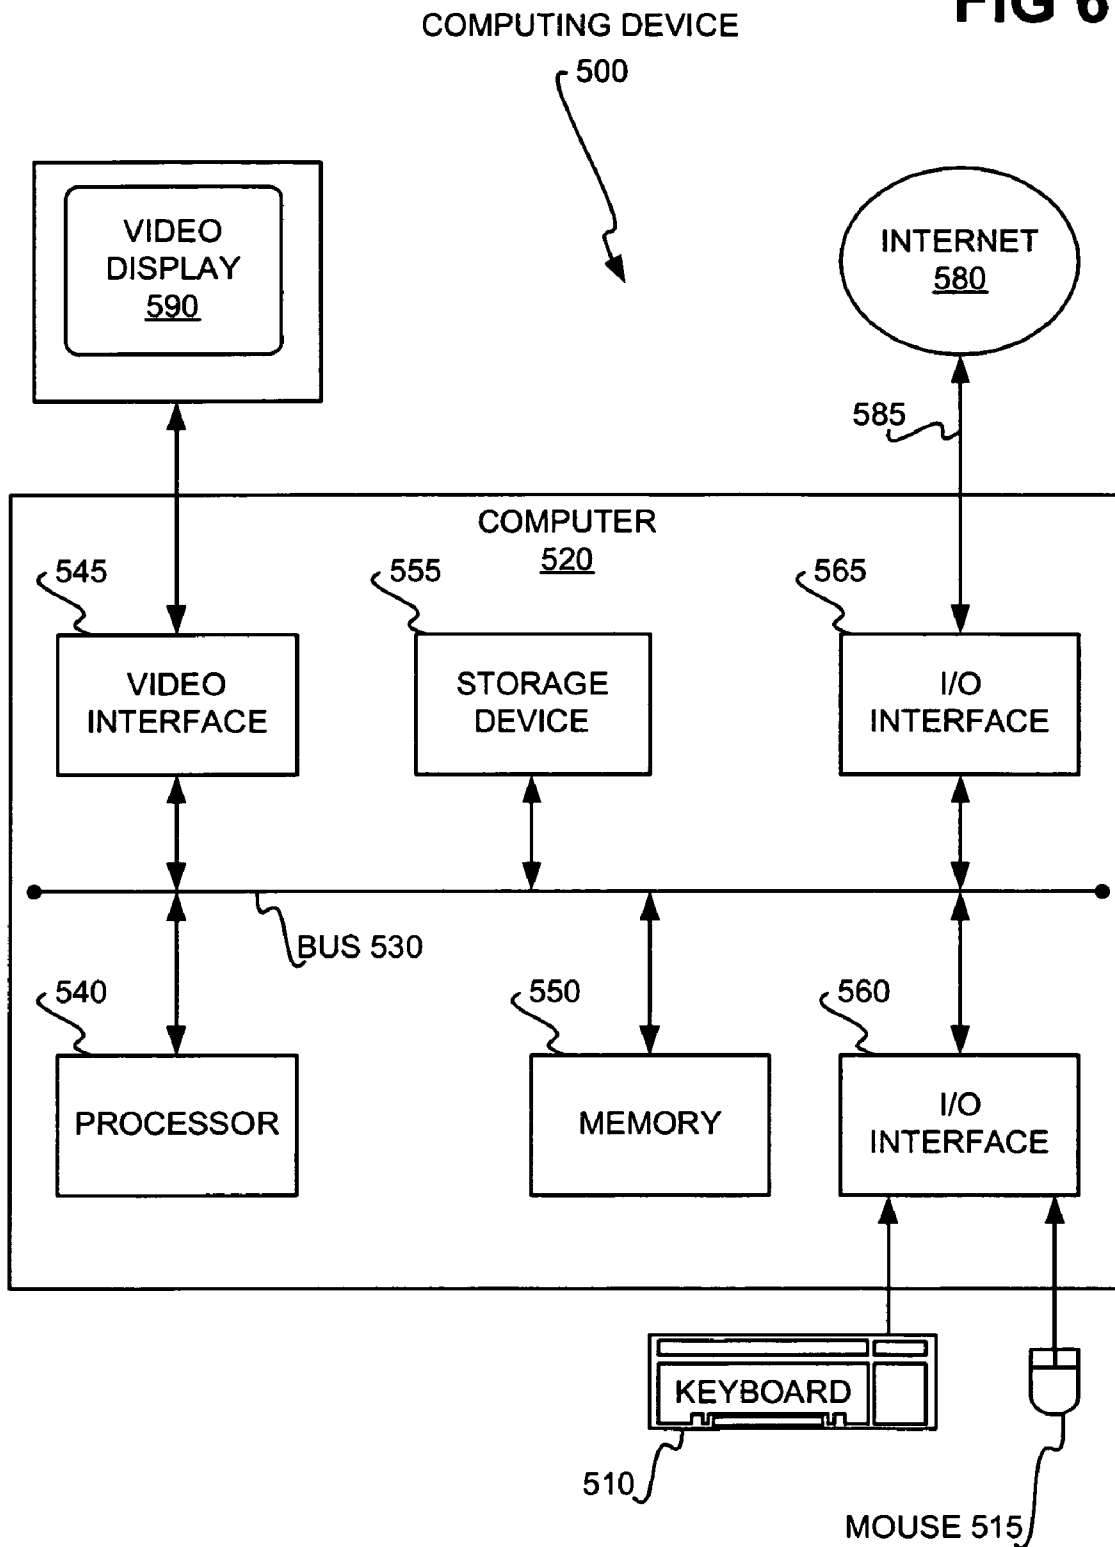 FIG 6
COMPUTING DEVICE
500
VIDEO
DISPLAY
590
INTERNET
580
585
COMPUTER
520
545
555
565
VIDEO
INTERFACE
STORAGE
DEVICE
I/O
INTERFACE
BUS 530
540
550
560
PROCESSOR
MEMORY
I/O
INTERFACE
KEYBOARD
510
MOUSE 515